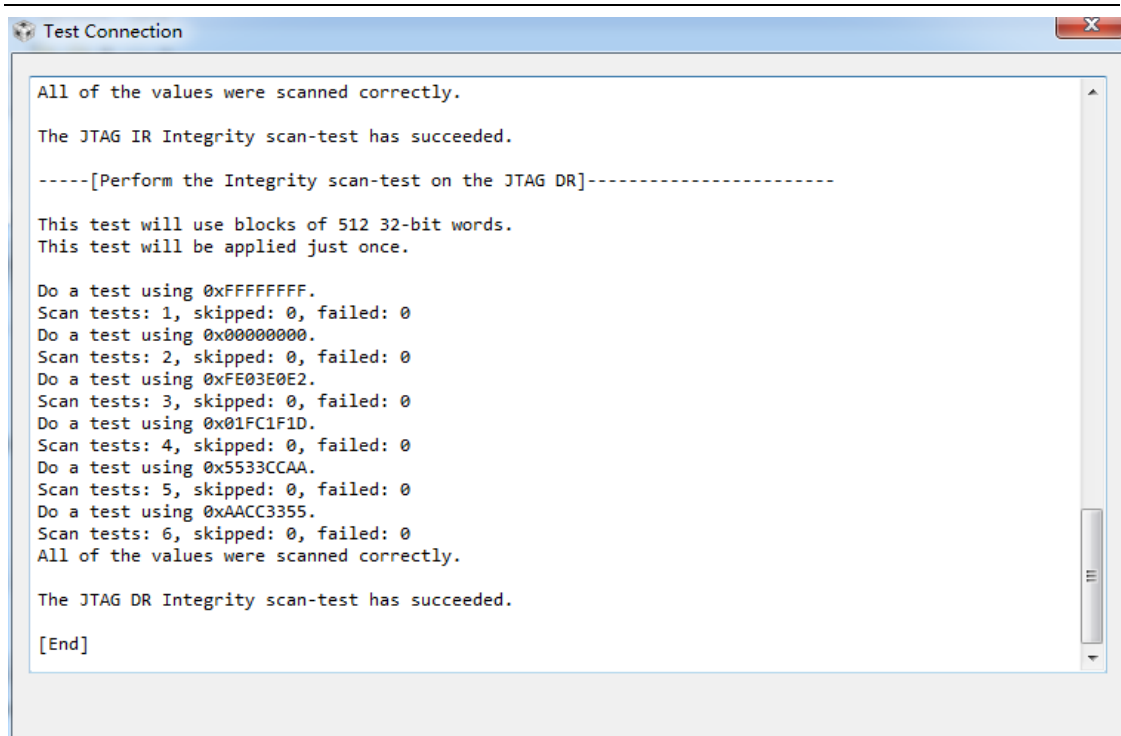 Test Connection
All of the values were scanned correctly.
The JTAG IR Integrity scan-test has succeeded.
-----[Perform the Integrity scan-test on the JTAG DR]------------------------
This test will use blocks of 512 32-bit words.
This test will be applied just once.
Do a test using 0xFFFFFFFF.
Scan tests: 1, skipped: 0, failed: 0
Do a test using 0x00000000.
Scan tests: 2, skipped: 0, failed: 0
Do a test using 0xFE03E0E2.
Scan tests: 3, skipped: 0, failed: 0
Do a test using 0x01FC1F1D.
Scan tests: 4, skipped: 0, failed: 0
Do a test using 0x5533CCAA.
Scan tests: 5, skipped: 0, failed: 0
Do a test using 0xAACC3355.
Scan tests: 6, skipped: 0, failed: 0
All of the values were scanned correctly.
The JTAG DR Integrity scan-test has succeeded.
[End]